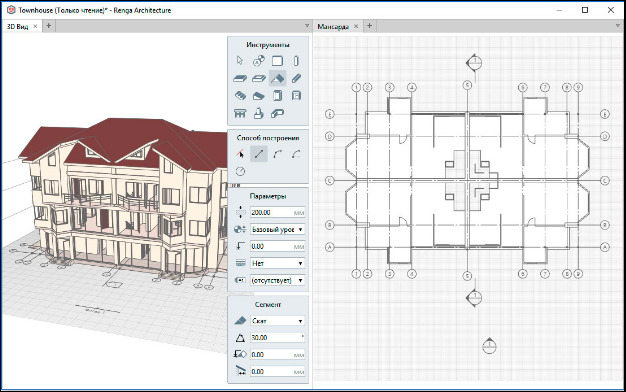 Townhouse (Только чтение)* - Renga Architecture
3D Вид
Мансарда
Инструменты
Способ построения
Параметры
200.00 мм
Базовый урове
0.00 мм
Нет
(отсутствует)
Сегмент
Скат
30.00 °
0.00 мм
0.00 мм
1 2 3 4 5 6 7 8 9
Е Е
D D
C C
B B
A A
1 2 3 4 5 6 7 8 9